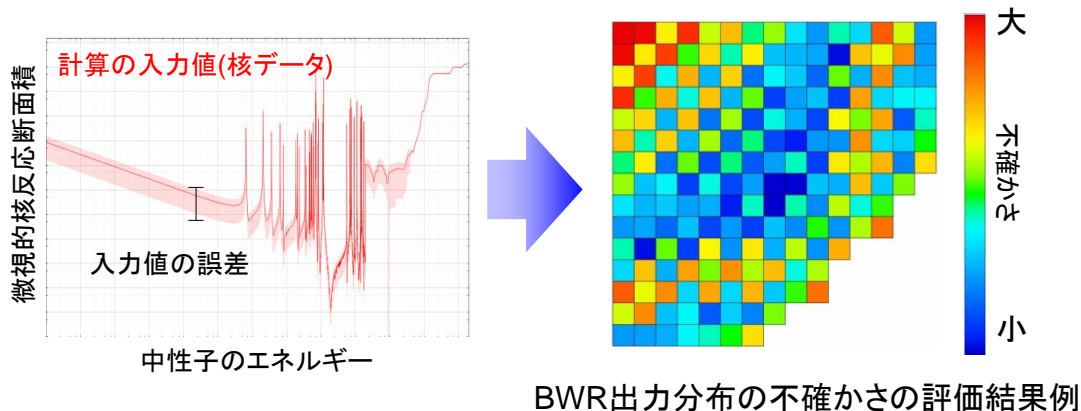 計算の入力値(核データ)
微視的核反応断面積
入力値の誤差
中性子のエネルギー
大
不確かさ
小
BWR出力分布の不確かさの評価結果例